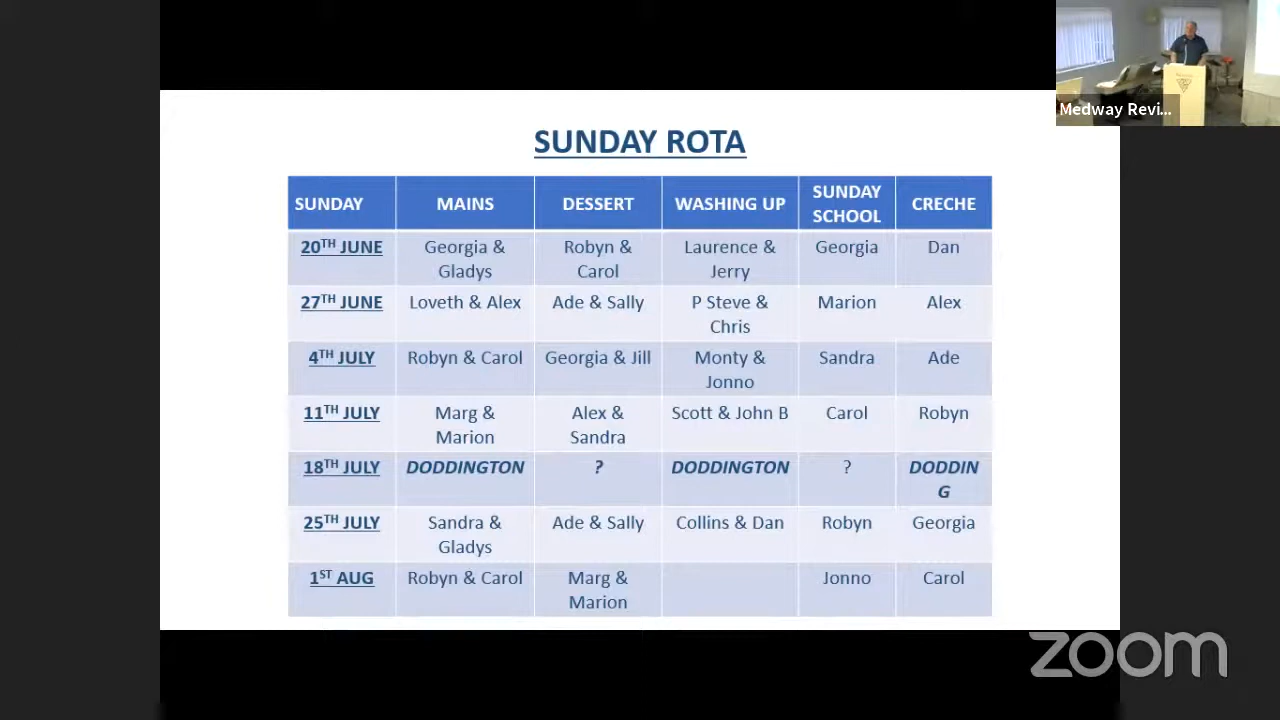 Medway Revi...
SUNDAY ROTA
SUNDAY MAINS DESSERT WASHING UP SUNDAY SCHOOL CRECHE
20TH JUNE Georgia & Gladys Robyn & Carol Laurence & Jerry Georgia Dan
27TH JUNE Loveth & Alex Ade & Sally P Steve & Chris Marion Alex
4TH JULY Robyn & Carol Georgia & Jill Monty & Jonno Sandra Ade
11TH JULY Marg & Marion Alex & Sandra Scott & John B Carol Robyn
18TH JULY DODDINGTON ? DODDINGTON ? DODDING
25TH JULY Sandra & Gladys Ade & Sally Collins & Dan Robyn Georgia
1ST AUG Robyn & Carol Marg & Marion Jonno Carol
zoom